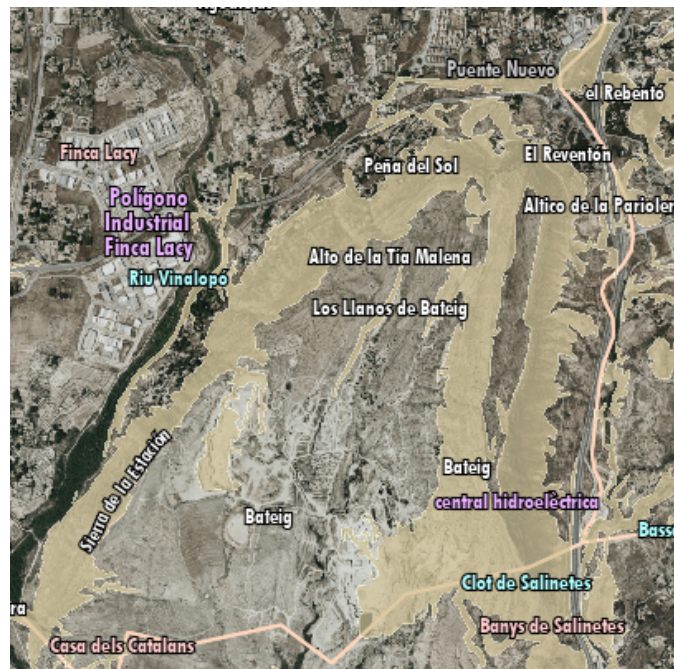 Puente Nuevo
el Rebentó
Finca Lacy
El Reventón
Peña del Sol
Polígono
Industrial
Finca Lacy
Altico de la Parioler
Alto de la Tía Malena
Riu Vinalopó
Los Llanos de Bateig
Sierra de la Estación
Bateig
central hidroeléctrica
Bateig
Bass
Clot de Salinetes
ra
Banys de Salinetes
Casa dels Catalans